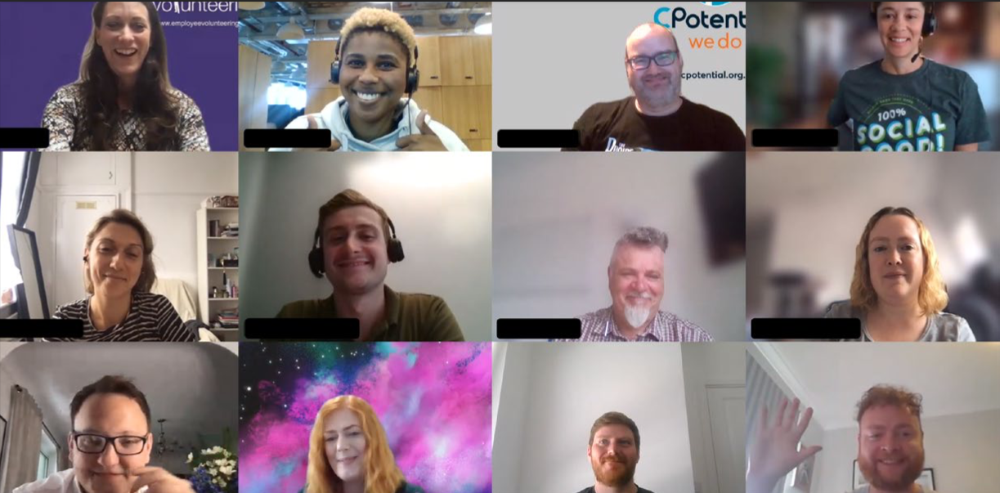 volunteeri
www.employeevolunteering
CPotent
we do
cpotential.org.
100%
SOCIAL
GOOD!